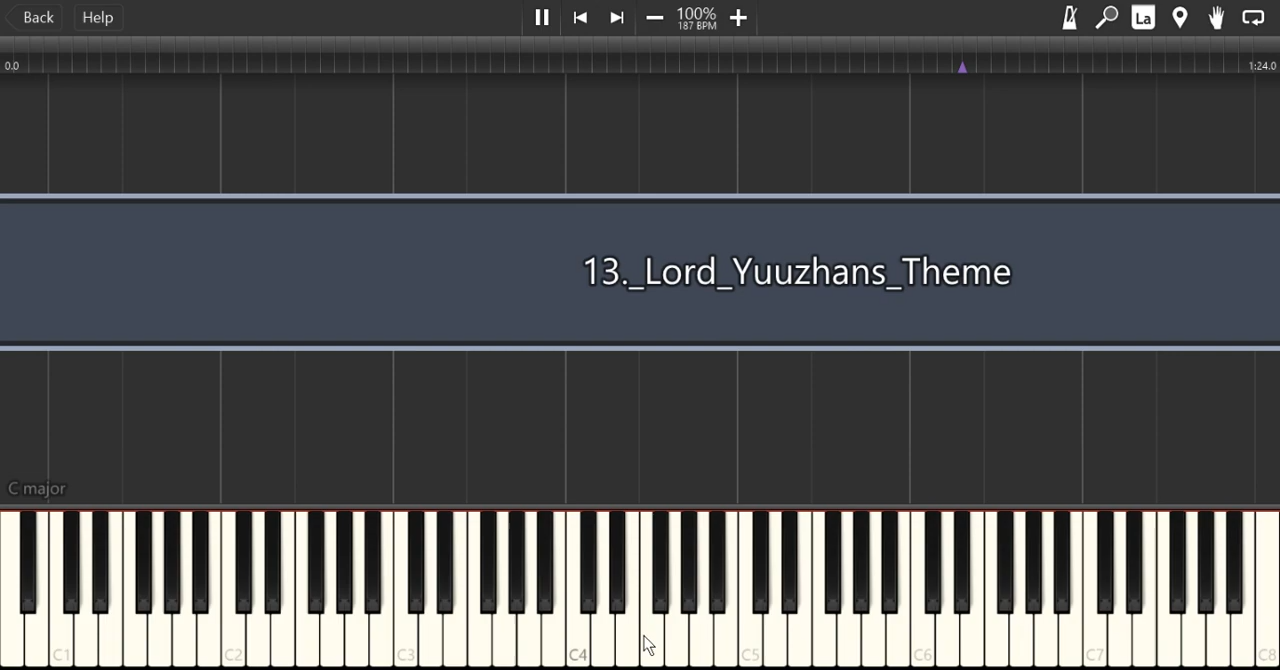 Back Help 100% La
187 BPM
0.0 1:24.0
13._Lord_Yuuzhans_Theme
C major
C1 C2 C3 C4 C5 C6 C7 C8